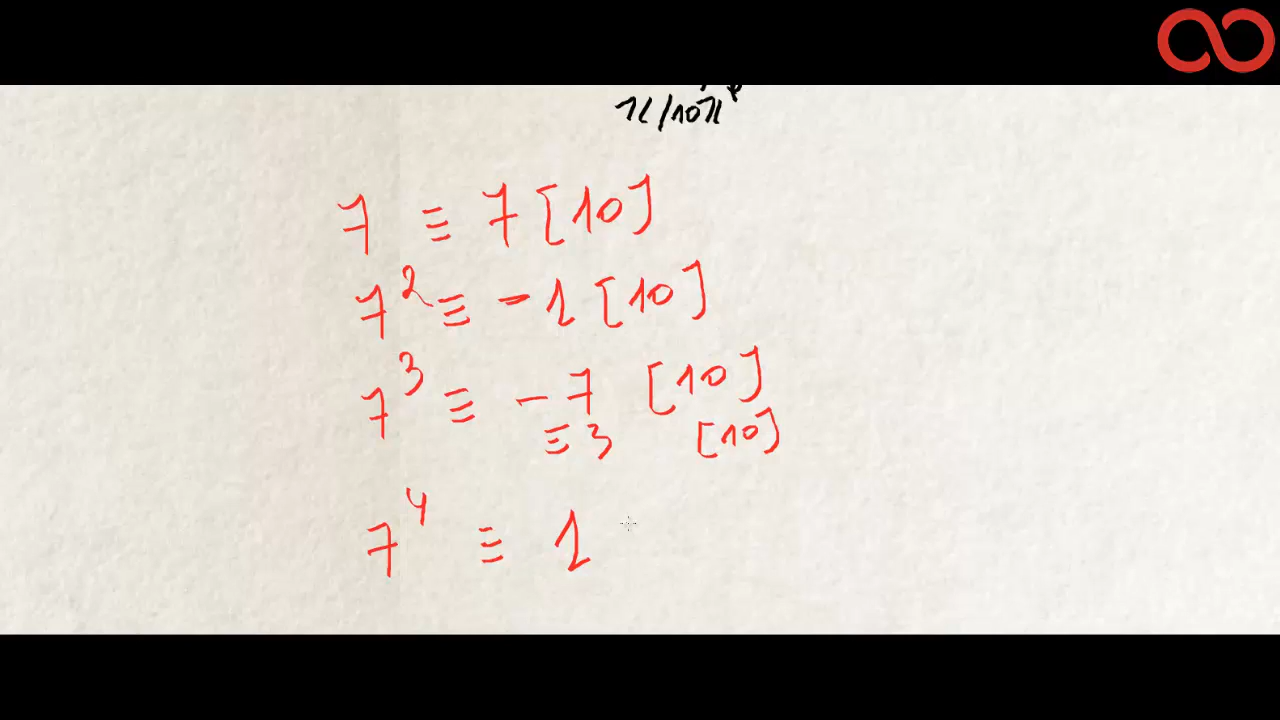 7 ≡ 7 [10]
7² ≡ -1 [10]
7³ ≡ -7 [10]
≡ 3 [10]
7⁴ ≡ 1